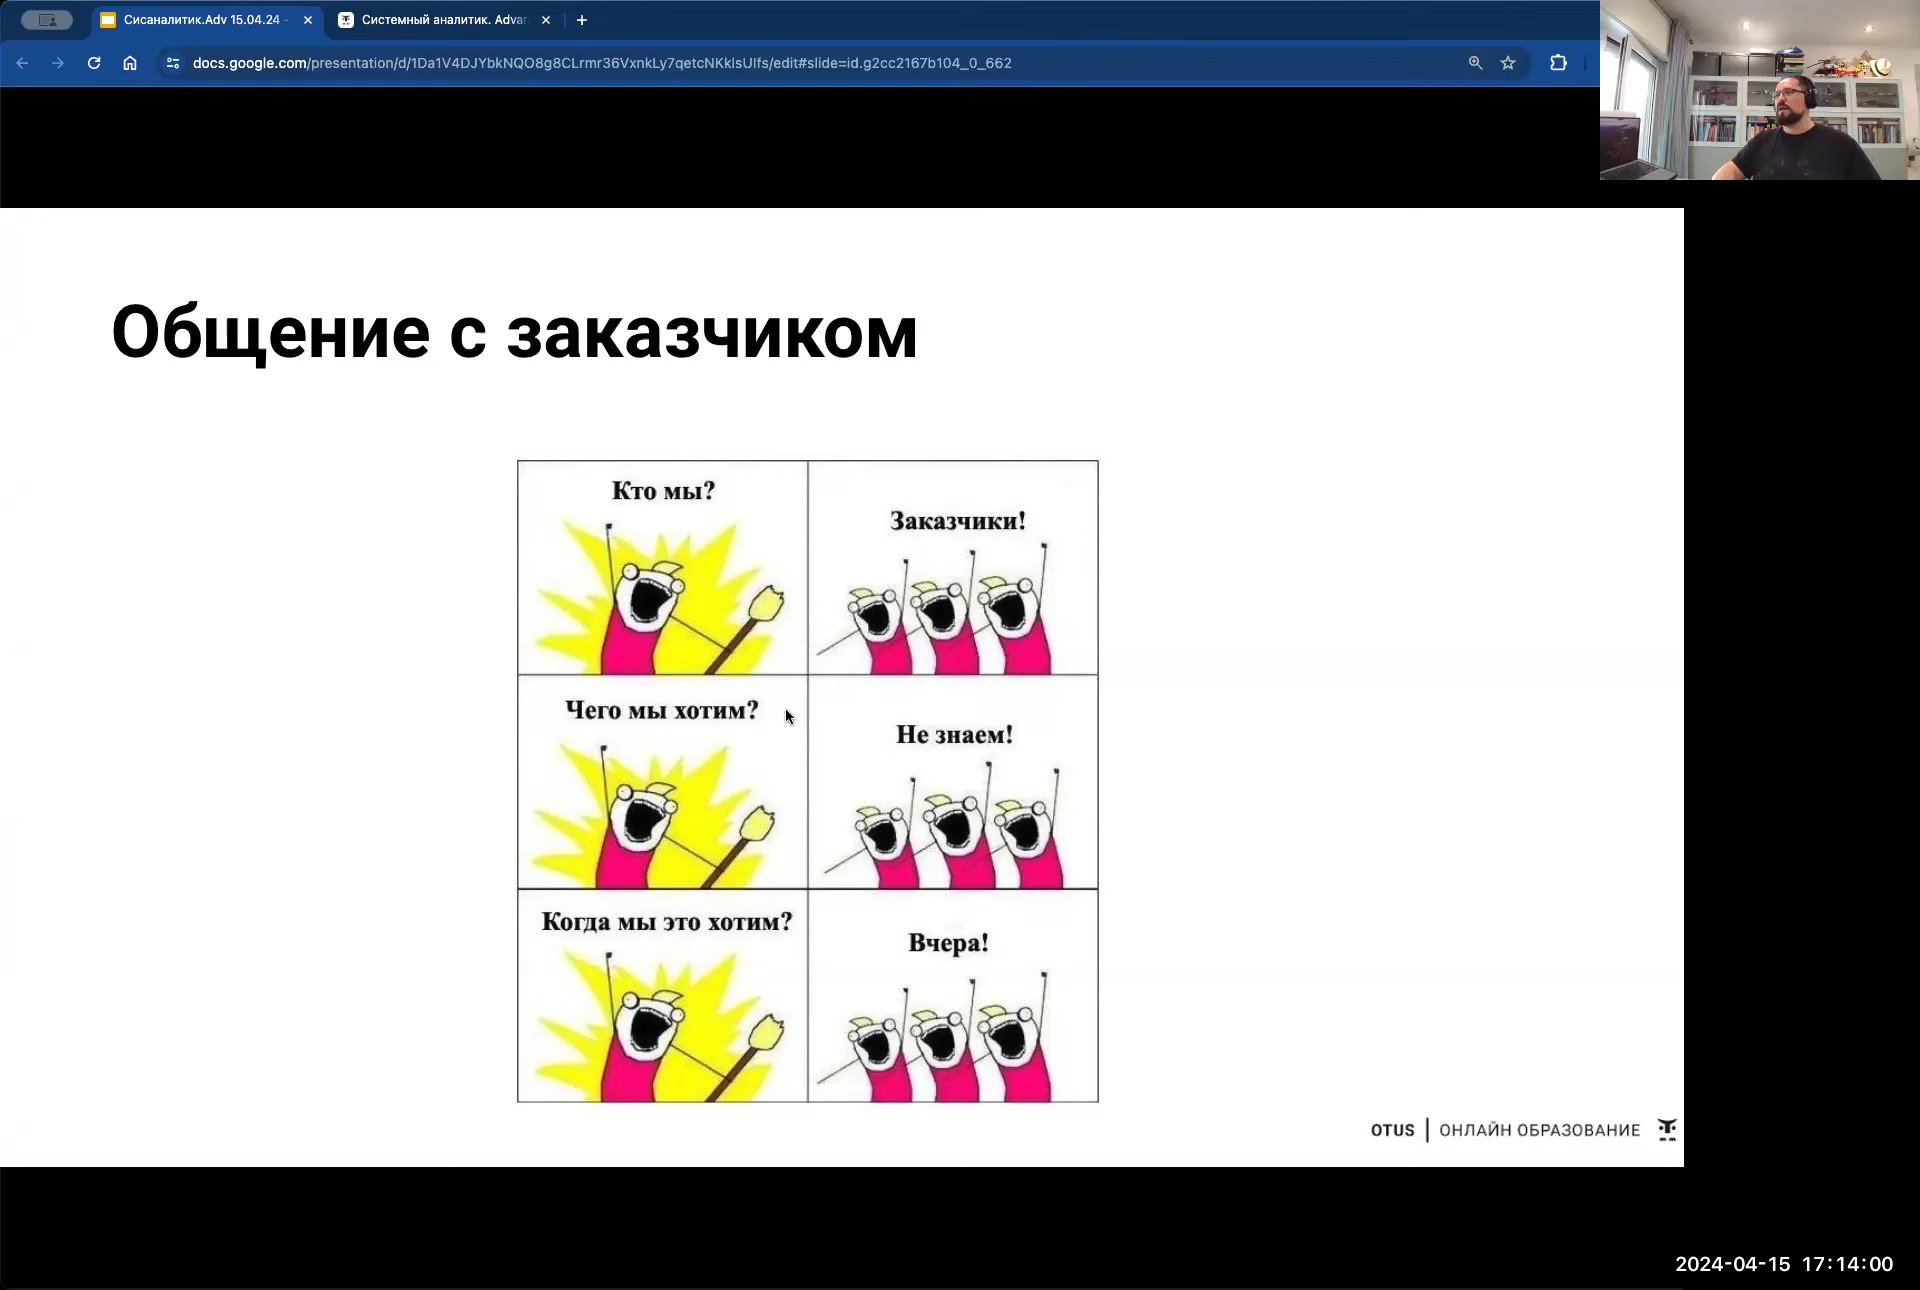 Сисаналитик.Adv 15.04.24 -
Системный аналитик. Advan
docs.google.com/presentation/d/1Da1V4DJYbkNQO8g8CLrmr36VxnkLy7qetcNKklsUlfs/edit#slide=id.g2cc2167b104_0_662
Общение с заказчиком
Кто мы?
Заказчики!
Чего мы хотим?
Не знаем!
Когда мы это хотим?
Вчера!
OTUS | ОНЛАЙН ОБРАЗОВАНИЕ
2024-04-15 17:14:00